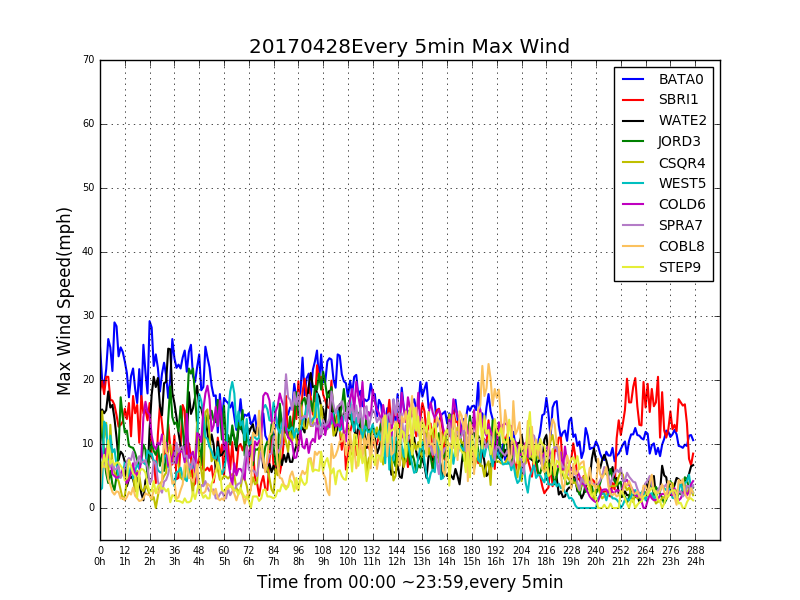 20170428Every 5min Max Wind
70
60
50
40
30
20
10
0
Max Wind Speed(mph)
BATA0
SBRI1
WATE2
JORD3
CSQR4
WEST5
COLD6
SPRA7
COBL8
STEP9
0 12 24 36 48 60 72 84 96 108 120 132 144 156 168 180 192 204 216 228 240 252 264 276 288
0h 1h 2h 3h 4h 5h 6h 7h 8h 9h 10h 11h 12h 13h 14h 15h 16h 17h 18h 19h 20h 21h 22h 23h 24h
Time from 00:00 ~23:59,every 5min